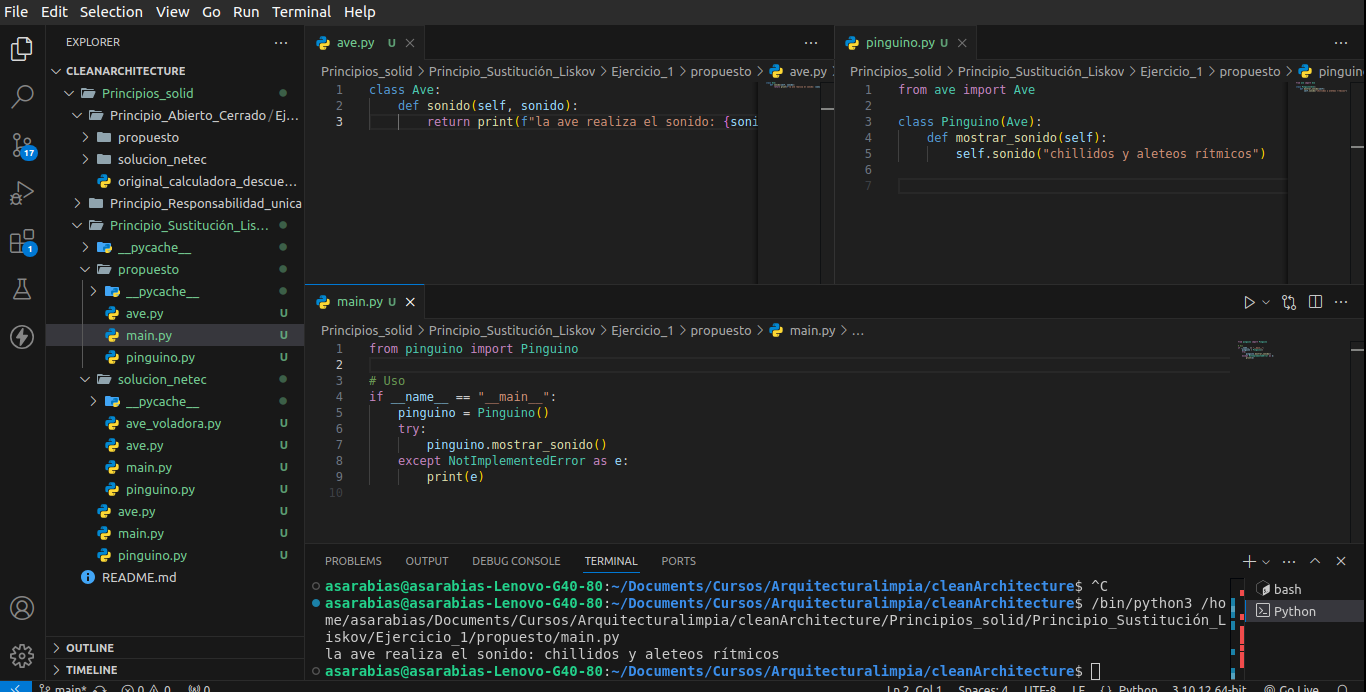 File Edit Selection View Go Run Terminal Help
EXPLORER
CLEANARCHITECTURE
Principios_solid
Principio_Abierto_Cerrado / Ej...
propuesto
solucion_netec
original_calculadora_descue...
Principio_Responsabilidad_unica
Principio_Sustitución_Lis...
__pycache__
propuesto
__pycache__
ave.py U
main.py U
pinguino.py U
solucion_netec
__pycache__
ave_voladora.py U
ave.py U
main.py U
pinguino.py U
ave.py U
main.py U
pinguino.py U
README.md
OUTLINE
TIMELINE
17
1
ave.py U
Principios_solid > Principio_Sustitución_Liskov > Ejercicio_1 > propuesto > ave.py
1 class Ave:
2 def sonido(self, sonido):
3 return print(f"la ave realiza el sonido: {soni
pinguino.py U
Principios_solid > Principio_Sustitución_Liskov > Ejercicio_1 > propuesto > pinguin
1 from ave import Ave
2
3 class Pinguino(Ave):
4 def mostrar_sonido(self):
5 self.sonido("chillidos y aleteos rítmicos")
6
7
main.py U
Principios_solid > Principio_Sustitución_Liskov > Ejercicio_1 > propuesto > main.py > ...
1 from pinguino import Pinguino
2
3 # Uso
4 if __name__ == "__main__":
5 pinguino = Pinguino()
6 try:
7 pinguino.mostrar_sonido()
8 except NotImplementedError as e:
9 print(e)
10
PROBLEMS OUTPUT DEBUG CONSOLE TERMINAL PORTS
asarabias@asarabias-Lenovo-G40-80:~/Documents/Cursos/Arquitecturalimpia/cleanArchitecture$ ^C
asarabias@asarabias-Lenovo-G40-80:~/Documents/Cursos/Arquitecturalimpia/cleanArchitecture$ /bin/python3 /ho
me/asarabias/Documents/Cursos/Arquitecturalimpia/cleanArchitecture/Principios_solid/Principio_Sustitución_L
iskov/Ejercicio_1/propuesto/main.py
la ave realiza el sonido: chillidos y aleteos rítmicos
asarabias@asarabias-Lenovo-G40-80:~/Documents/Cursos/Arquitecturalimpia/cleanArchitecture$
bash
Python
main* 0 0 0 Ln 2, Col 1 Spaces: 4 UTF-8 LF Python 3.10.12 64-bit Go Live